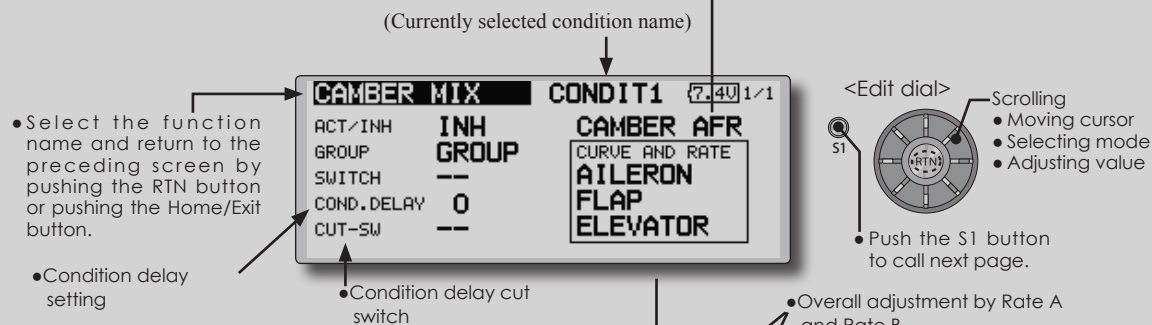 (Currently selected condition name)
●Select the function
name and return to the
preceding screen by
pushing the RTN button
or pushing the Home/Exit
button.
●Condition delay
setting
CAMBER MIX CONDIT1 7.4V 1/1
ACT/INH INH CAMBER AFR
GROUP GROUP CURVE AND RATE
SWITCH -- AILERON
COND.DELAY 0 FLAP
CUT-SW -- ELEVATOR
●Condition delay cut
switch
<Edit dial>
S1
RTN
Scrolling
●Moving cursor
●Selecting mode
●Adjusting value
●Push the S1 button
to call next page.
●Overall adjustment by Rate A
and Rate B